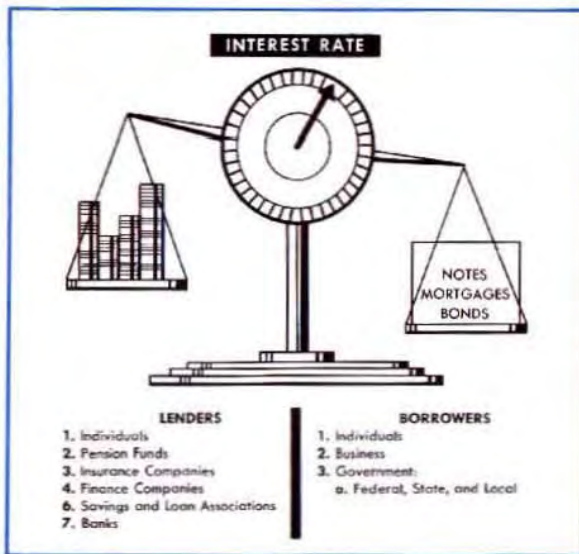 INTEREST RATE
NOTES
MORTGAGES
BONDS
LENDERS
1. Individuals
2. Pension Funds
3. Insurance Companies
4. Finance Companies
6. Savings and Loan Associations
7. Banks
BORROWERS
1. Individuals
2. Business
3. Government:
a. Federal, State, and Local